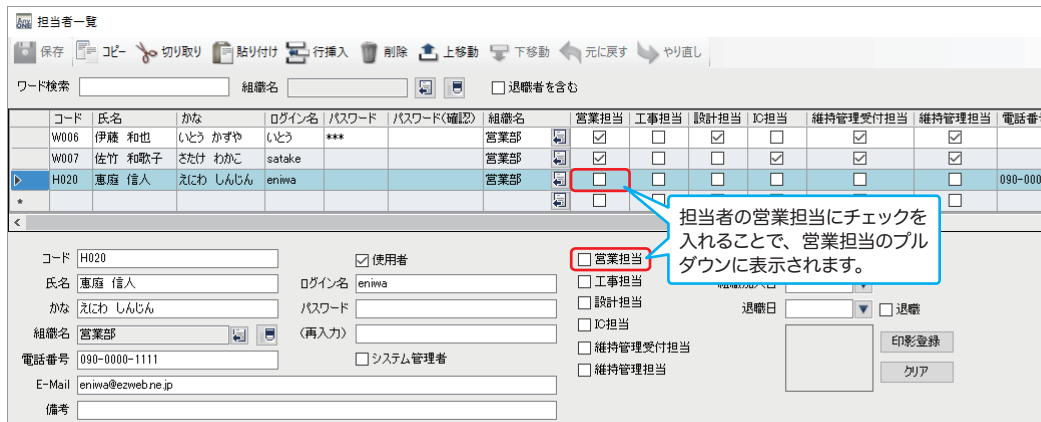 Any ONE 担当者一覧
保存 コピー 切り取り 貼り付け 行挿入 削除 上移動 下移動 元に戻す やり直し
ワード検索 組織名 退職者を含む
コード 氏名 かな ログイン名 パスワード パスワード(確認) 組織名 営業担当 工事担当 設計担当 IC担当 維持管理受付担当 維持管理担当 電話番
W006 伊藤 和也 いとう かずや いとう *** 営業部
W007 佐竹 和歌子 さたけ わかこ satake 営業部
H020 恵庭 信人 えにわ しんじん eniwa 営業部 090-000
*
担当者の営業担当にチェックを
入れることで、営業担当のプル
ダウンに表示されます。
コード H020 使用者 営業担当
氏名 恵庭 信人 ログイン名 eniwa 工事担当
かな えにわ しんじん パスワード 設計担当 退職日 退職
組織名 営業部 (再入力) IC担当 印影登録
電話番号 090-0000-1111 システム管理者 維持管理受付担当
E-Mail eniwa@ezweb.ne.jp 維持管理担当 クリア
備考